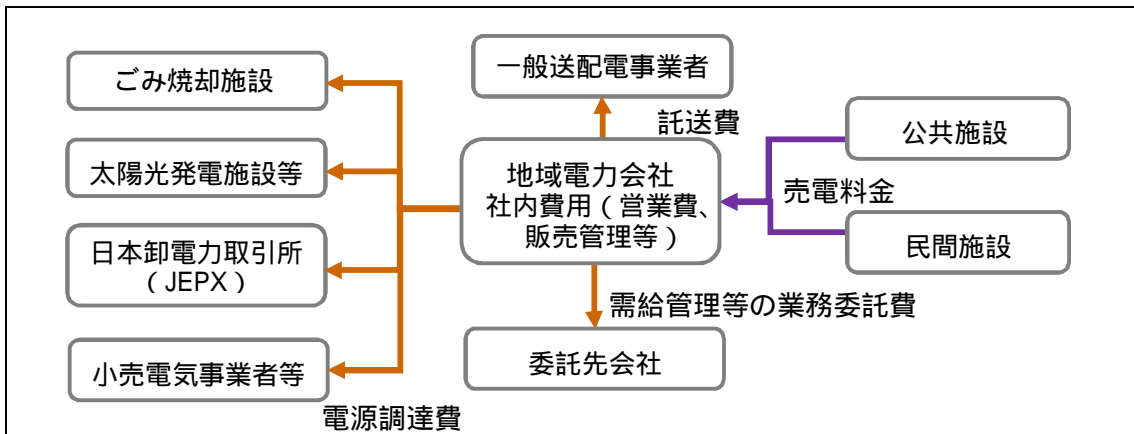 ごみ焼却施設
太陽光発電施設等
日本卸電力取引所
（JEPX）
小売電気事業者等
電源調達費
一般送配電事業者
託送費
地域電力会社
社内費用（営業費、
販売管理等）
需給管理等の業務委託費
委託先会社
公共施設
売電料金
民間施設